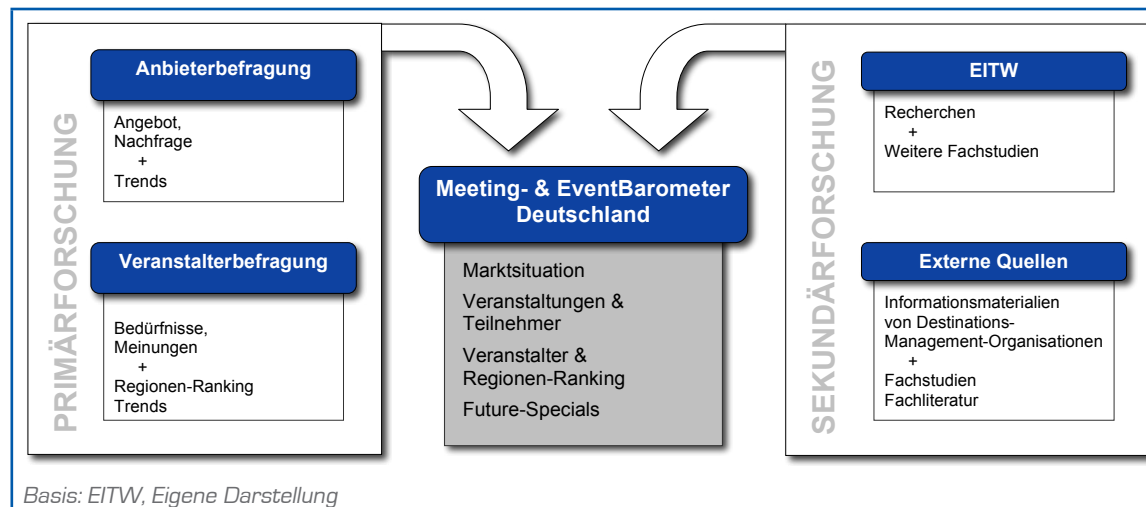 PRIMÄRFORSCHUNG
Anbieterbefragung
Angebot,
Nachfrage
+
Trends
Veranstalterbefragung
Bedürfnisse,
Meinungen
+
Regionen-Ranking
Trends
Meeting- & EventBarometer
Deutschland
Marktsituation
Veranstaltungen &
Teilnehmer
Veranstalter &
Regionen-Ranking
Future-Specials
SEKUNDÄRFORSCHUNG
EITW
Recherchen
+
Weitere Fachstudien
Externe Quellen
Informationsmaterialien
von Destinations-
Management-Organisationen
+
Fachstudien
Fachliteratur
Basis: EITW, Eigene Darstellung